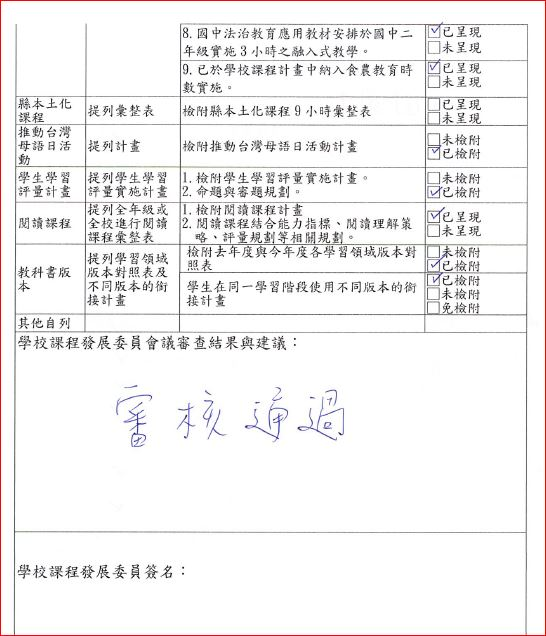 8.國中法治教育應用教材安排於國中二
年級實施3小時之融入式教學。
☑已呈現
□未呈現
9.已於學校課程計畫中納入食農教育時
數實施。
☑已呈現
□未呈現
縣本土化
課程
提列彙整表
檢附縣本土化課程9小時彙整表
□已呈現
□未呈現
推動台灣
母語日活
動
提列計畫
檢附推動台灣母語日活動計畫
□未檢附
☑已檢附
學生學習
評量計畫
提列學生學習
評量實施計畫
1.檢附學生學習評量實施計畫。
2.命題與審題規劃。
□未檢附
☑已檢附
閱讀課程
提列全年級或
全校進行閱讀
課程彙整表
1.檢附閱讀課程計畫
2.閱讀課程結合能力指標、閱讀理解策
略、評量規劃等相關規劃。
☑已呈現
□未呈現
教科書版
本
提列學習領域
版本對照表及
不同版本的銜
接計畫
檢附去年度與今年度各學習領域版本對
照表
□未檢附
☑已檢附
學生在同一學習階段使用不同版本的銜
接計畫
☑已檢附
□未檢附
□免檢附
其他自列
學校課程發展委員會議審查結果與建議：
審核通過
學校課程發展委員簽名：